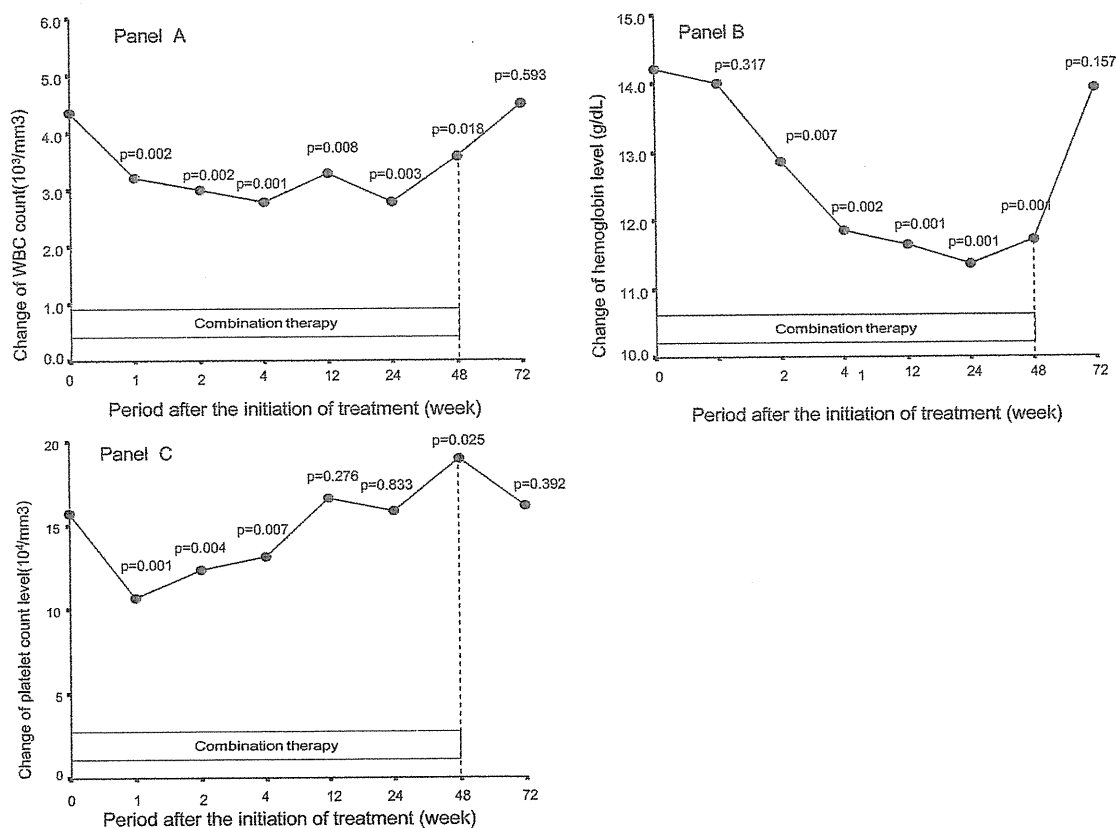 Panel A
Change of WBC count(10³/mm3)
6.0
5.0
4.0
3.0
2.0
1.0
0.0
p=0.002
p=0.002
p=0.001
p=0.008
p=0.003
p=0.018
p=0.593
Combination therapy
0 1 2 4 12 24 48 72
Period after the initiation of treatment (week)
Panel B
Change of hemoglobin level (g/dL)
15.0
14.0
13.0
12.0
11.0
10.0
p=0.317
p=0.007
p=0.002
p=0.001
p=0.001
p=0.001
p=0.157
Combination therapy
0 2 4 1 12 24 48 72
Period after the initiation of treatment (week)
Panel C
Change of platelet count level(10⁴/mm3)
20
15
10
5
0
p=0.001
p=0.004
p=0.007
p=0.276
p=0.833
p=0.025
p=0.392
Combination therapy
0 1 2 4 12 24 48 72
Period after the initiation of treatment (week)